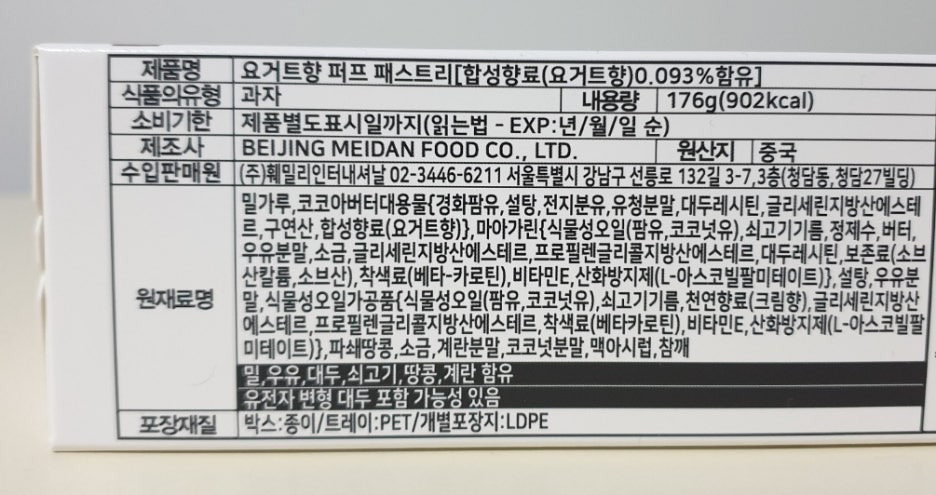 제품명 요거트향 퍼프 패스트리[합성향료(요거트향)0.093%함유]
식품의유형 과자 내용량 176g(902kcal)
소비기한 제품별도표시일까지(읽는법 - EXP:년/월/일 순)
제조사 BEIJING MEIDAN FOOD CO., LTD. 원산지 중국
수입판매원 (주)훼밀리인터내셔날 02-3446-6211 서울특별시 강남구 선릉로 132길 3-7,3층(청담동,청담27빌딩)
원재료명
밀가루,코코아버터대용물{경화팜유,설탕,전지분유,유청분말,대두레시틴,글리세린지방산에스테
르,구연산,합성향료(요거트향)},마아가린{식물성오일(팜유,코코넛유),쇠고기기름,정제수,버터,
우유분말,소금,글리세린지방산에스테르,프로필렌글리콜지방산에스테르,대두레시틴,보존료(소브
산칼륨,소브산),착색료(베타-카로틴),비타민E,산화방지제(L-아스코빌팔미테이트)},설탕,우유분
말,식물성오일가공품{식물성오일(팜유,코코넛유),쇠고기기름,천연향료(크림향),글리세린지방산
에스테르,프로필렌글리콜지방산에스테르,착색료(베타카로틴),비타민E,산화방지제(L-아스코빌팔
미테이트)},파쇄땅콩,소금,계란분말,코코넛분말,맥아시럽,참깨
밀,우유,대두,쇠고기,땅콩,계란 함유
유전자 변형 대두 포함 가능성 있음
포장재질 박스:종이/트레이:PET/개별포장지:LDPE